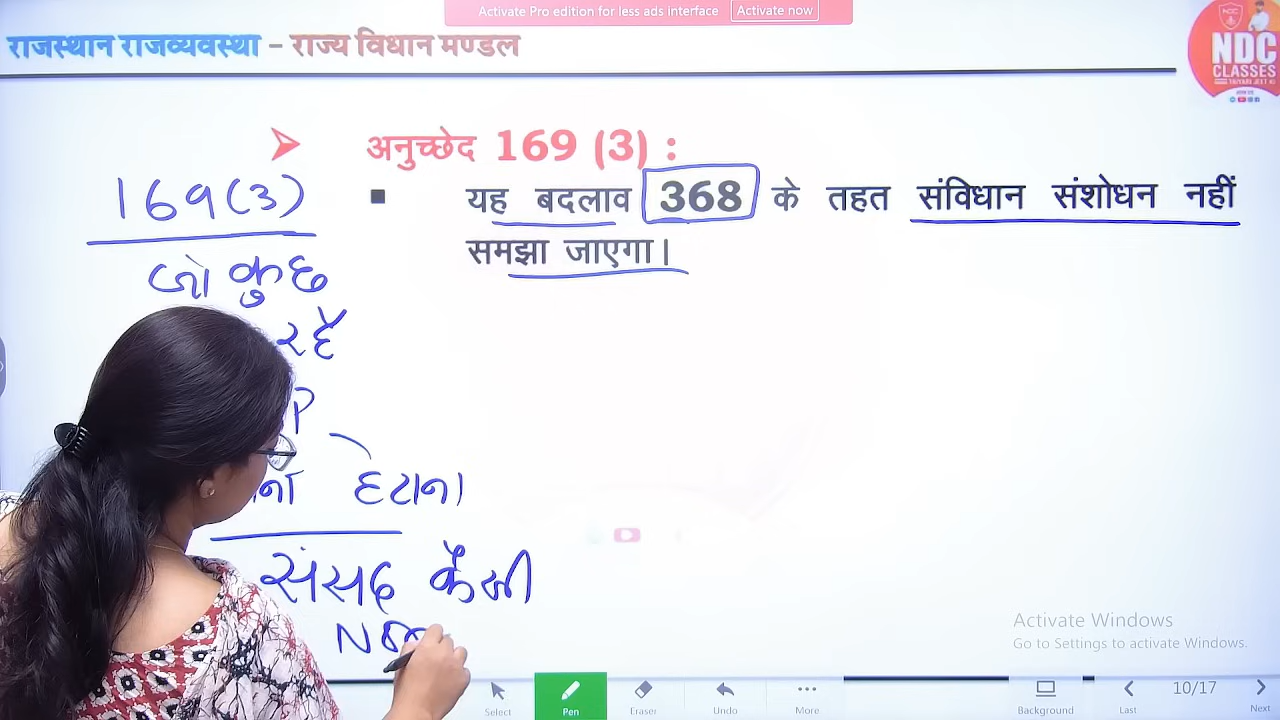 Activate Pro edition for less ads interface Activate now
राजस्थान राजव्यवस्था – राज्य विधान मण्डल
NDC
CLASSES
अनुच्छेद 169 (3) :
यह बदलाव 368 के तहत संविधान संशोधन नहीं
समझा जाएगा।
169(3)
जो कुछ
हटाना
संसद
Activate Windows
Go to Settings to activate Windows.
Select
Pen
Eraser
Undo
More
Background
Last
10/17
Next